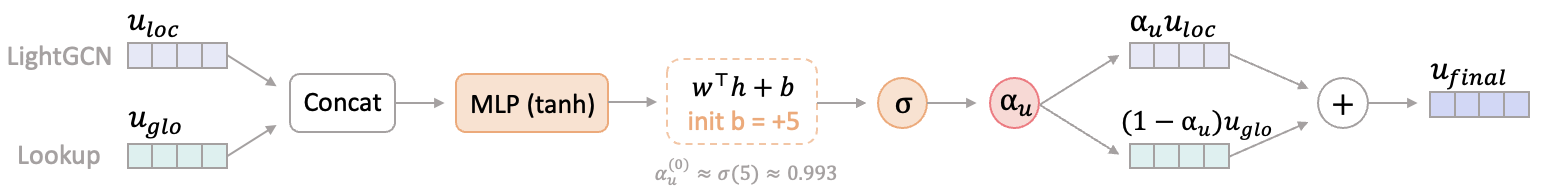 LightGCN
u_loc
Lookup
u_glo
Concat
MLP (tanh)
w^⊤h + b
init b = +5
α_u^(0) ≈ σ(5) ≈ 0.993
σ
α_u
α_u u_loc
(1 − α_u)u_glo
+
u_final